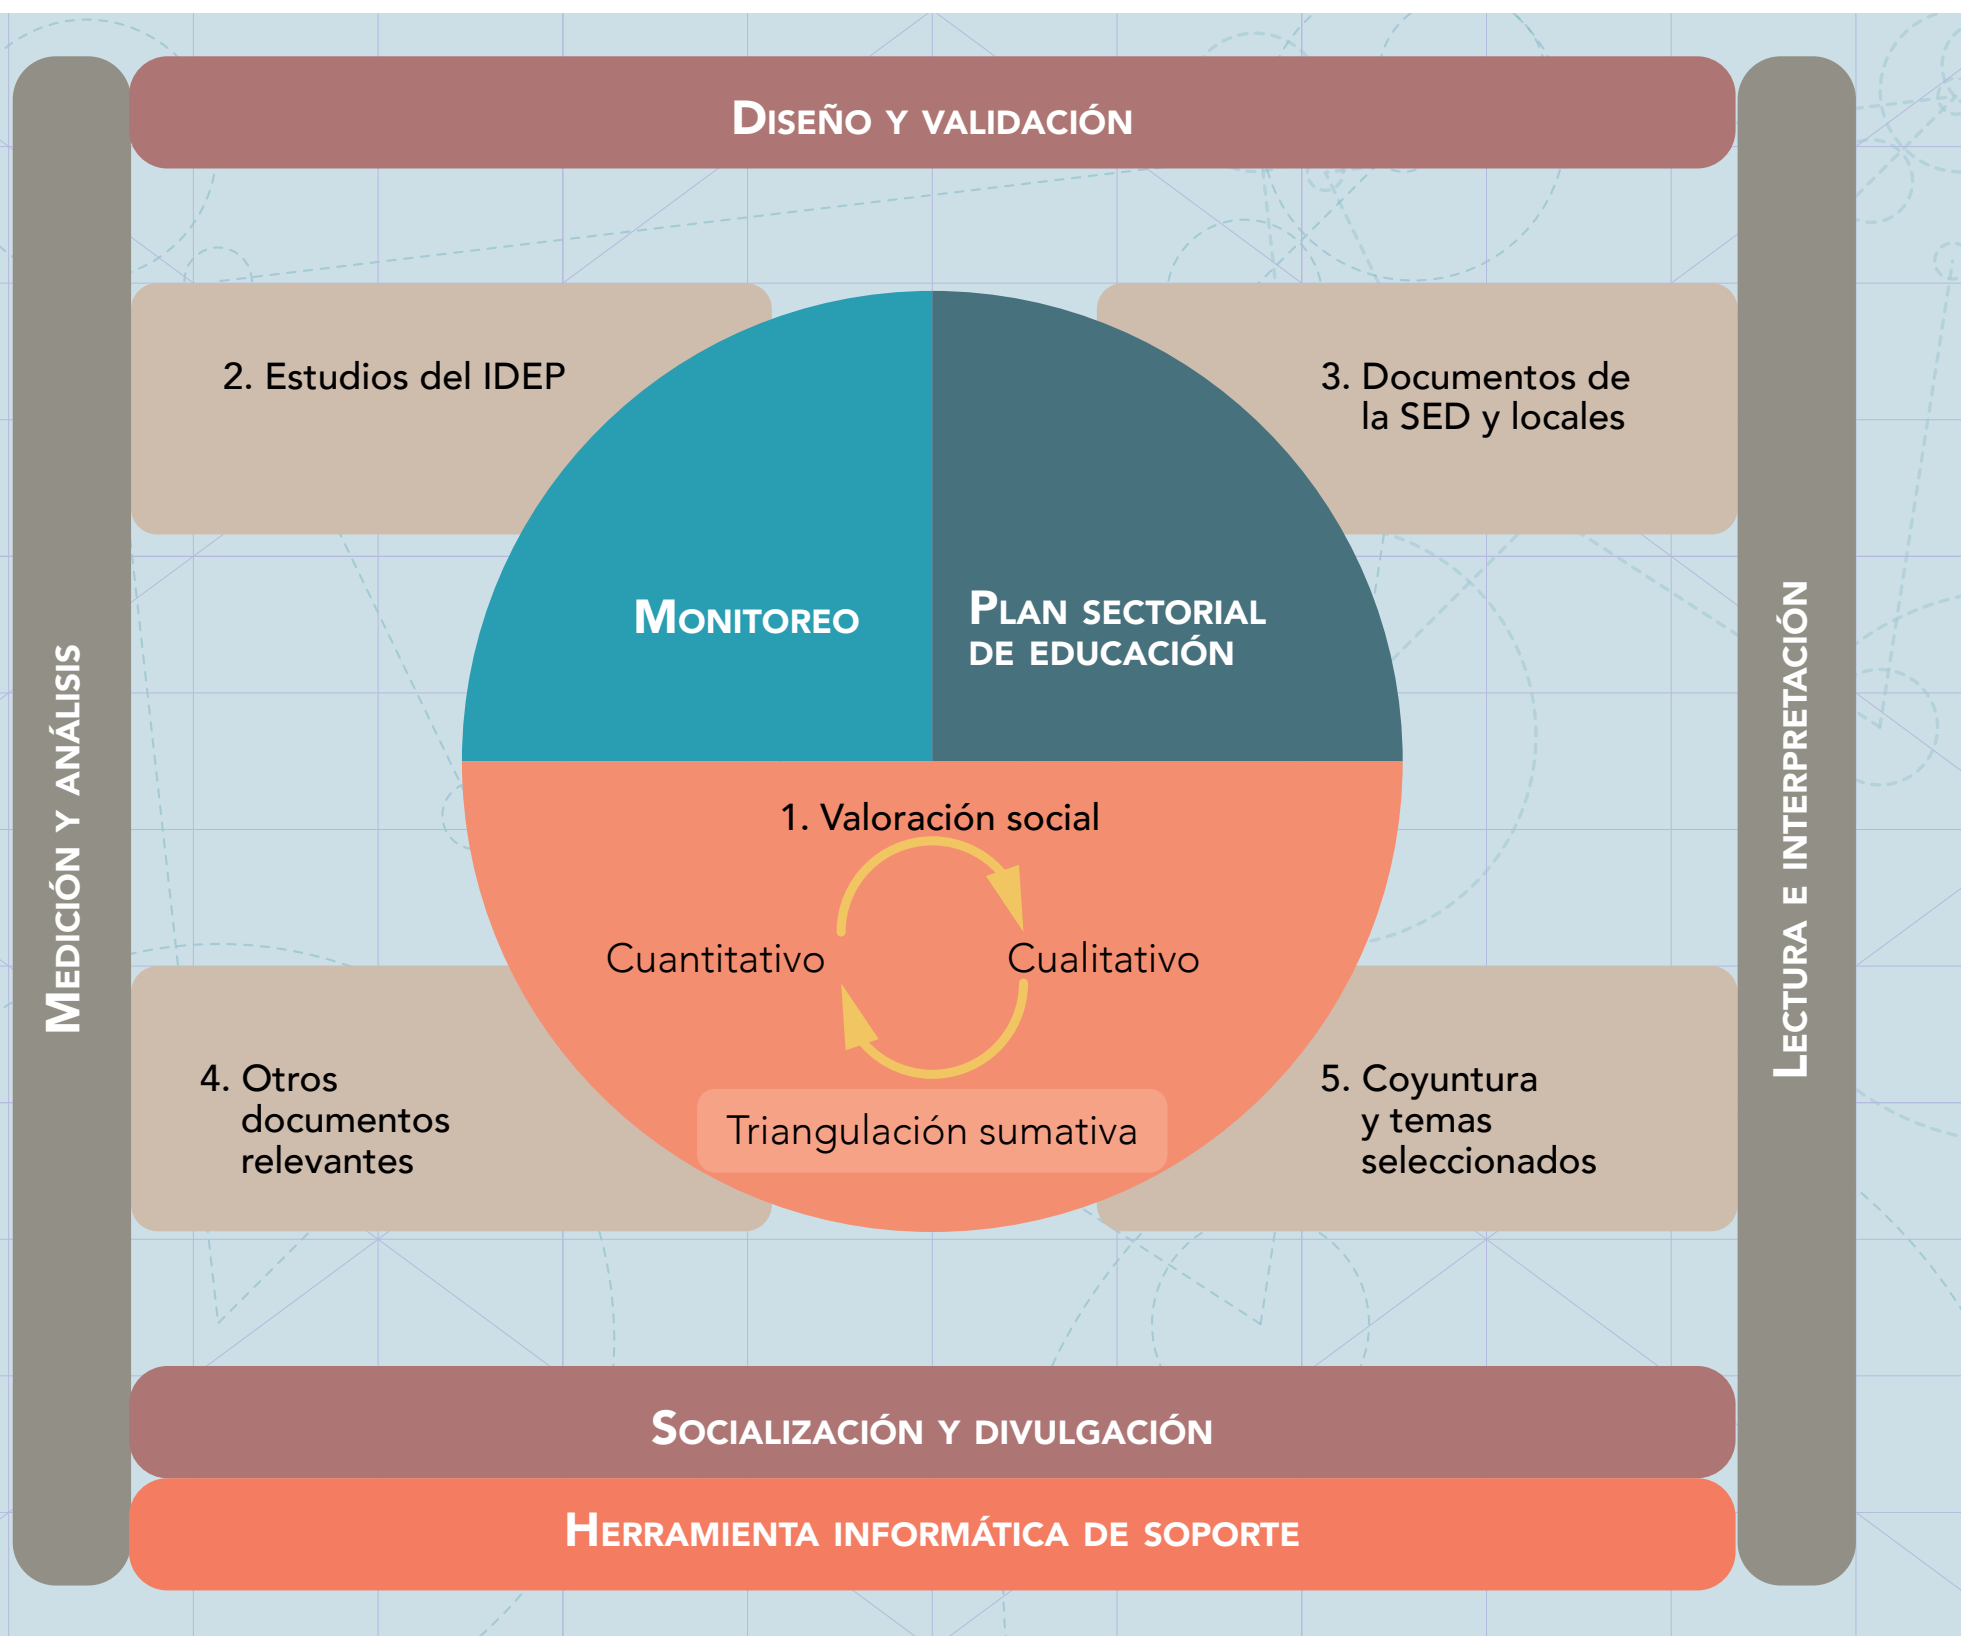 Diseño y validación
2. Estudios del IDEP
3. Documentos de
la SED y locales
Monitoreo
Plan sectorial
de educación
Medición y análisis
Lectura e interpretación
1. Valoración social
Cuantitativo
Cualitativo
Triangulación sumativa
4. Otros
documentos
relevantes
5. Coyuntura
y temas
seleccionados
Socialización y divulgación
Herramienta informática de soporte